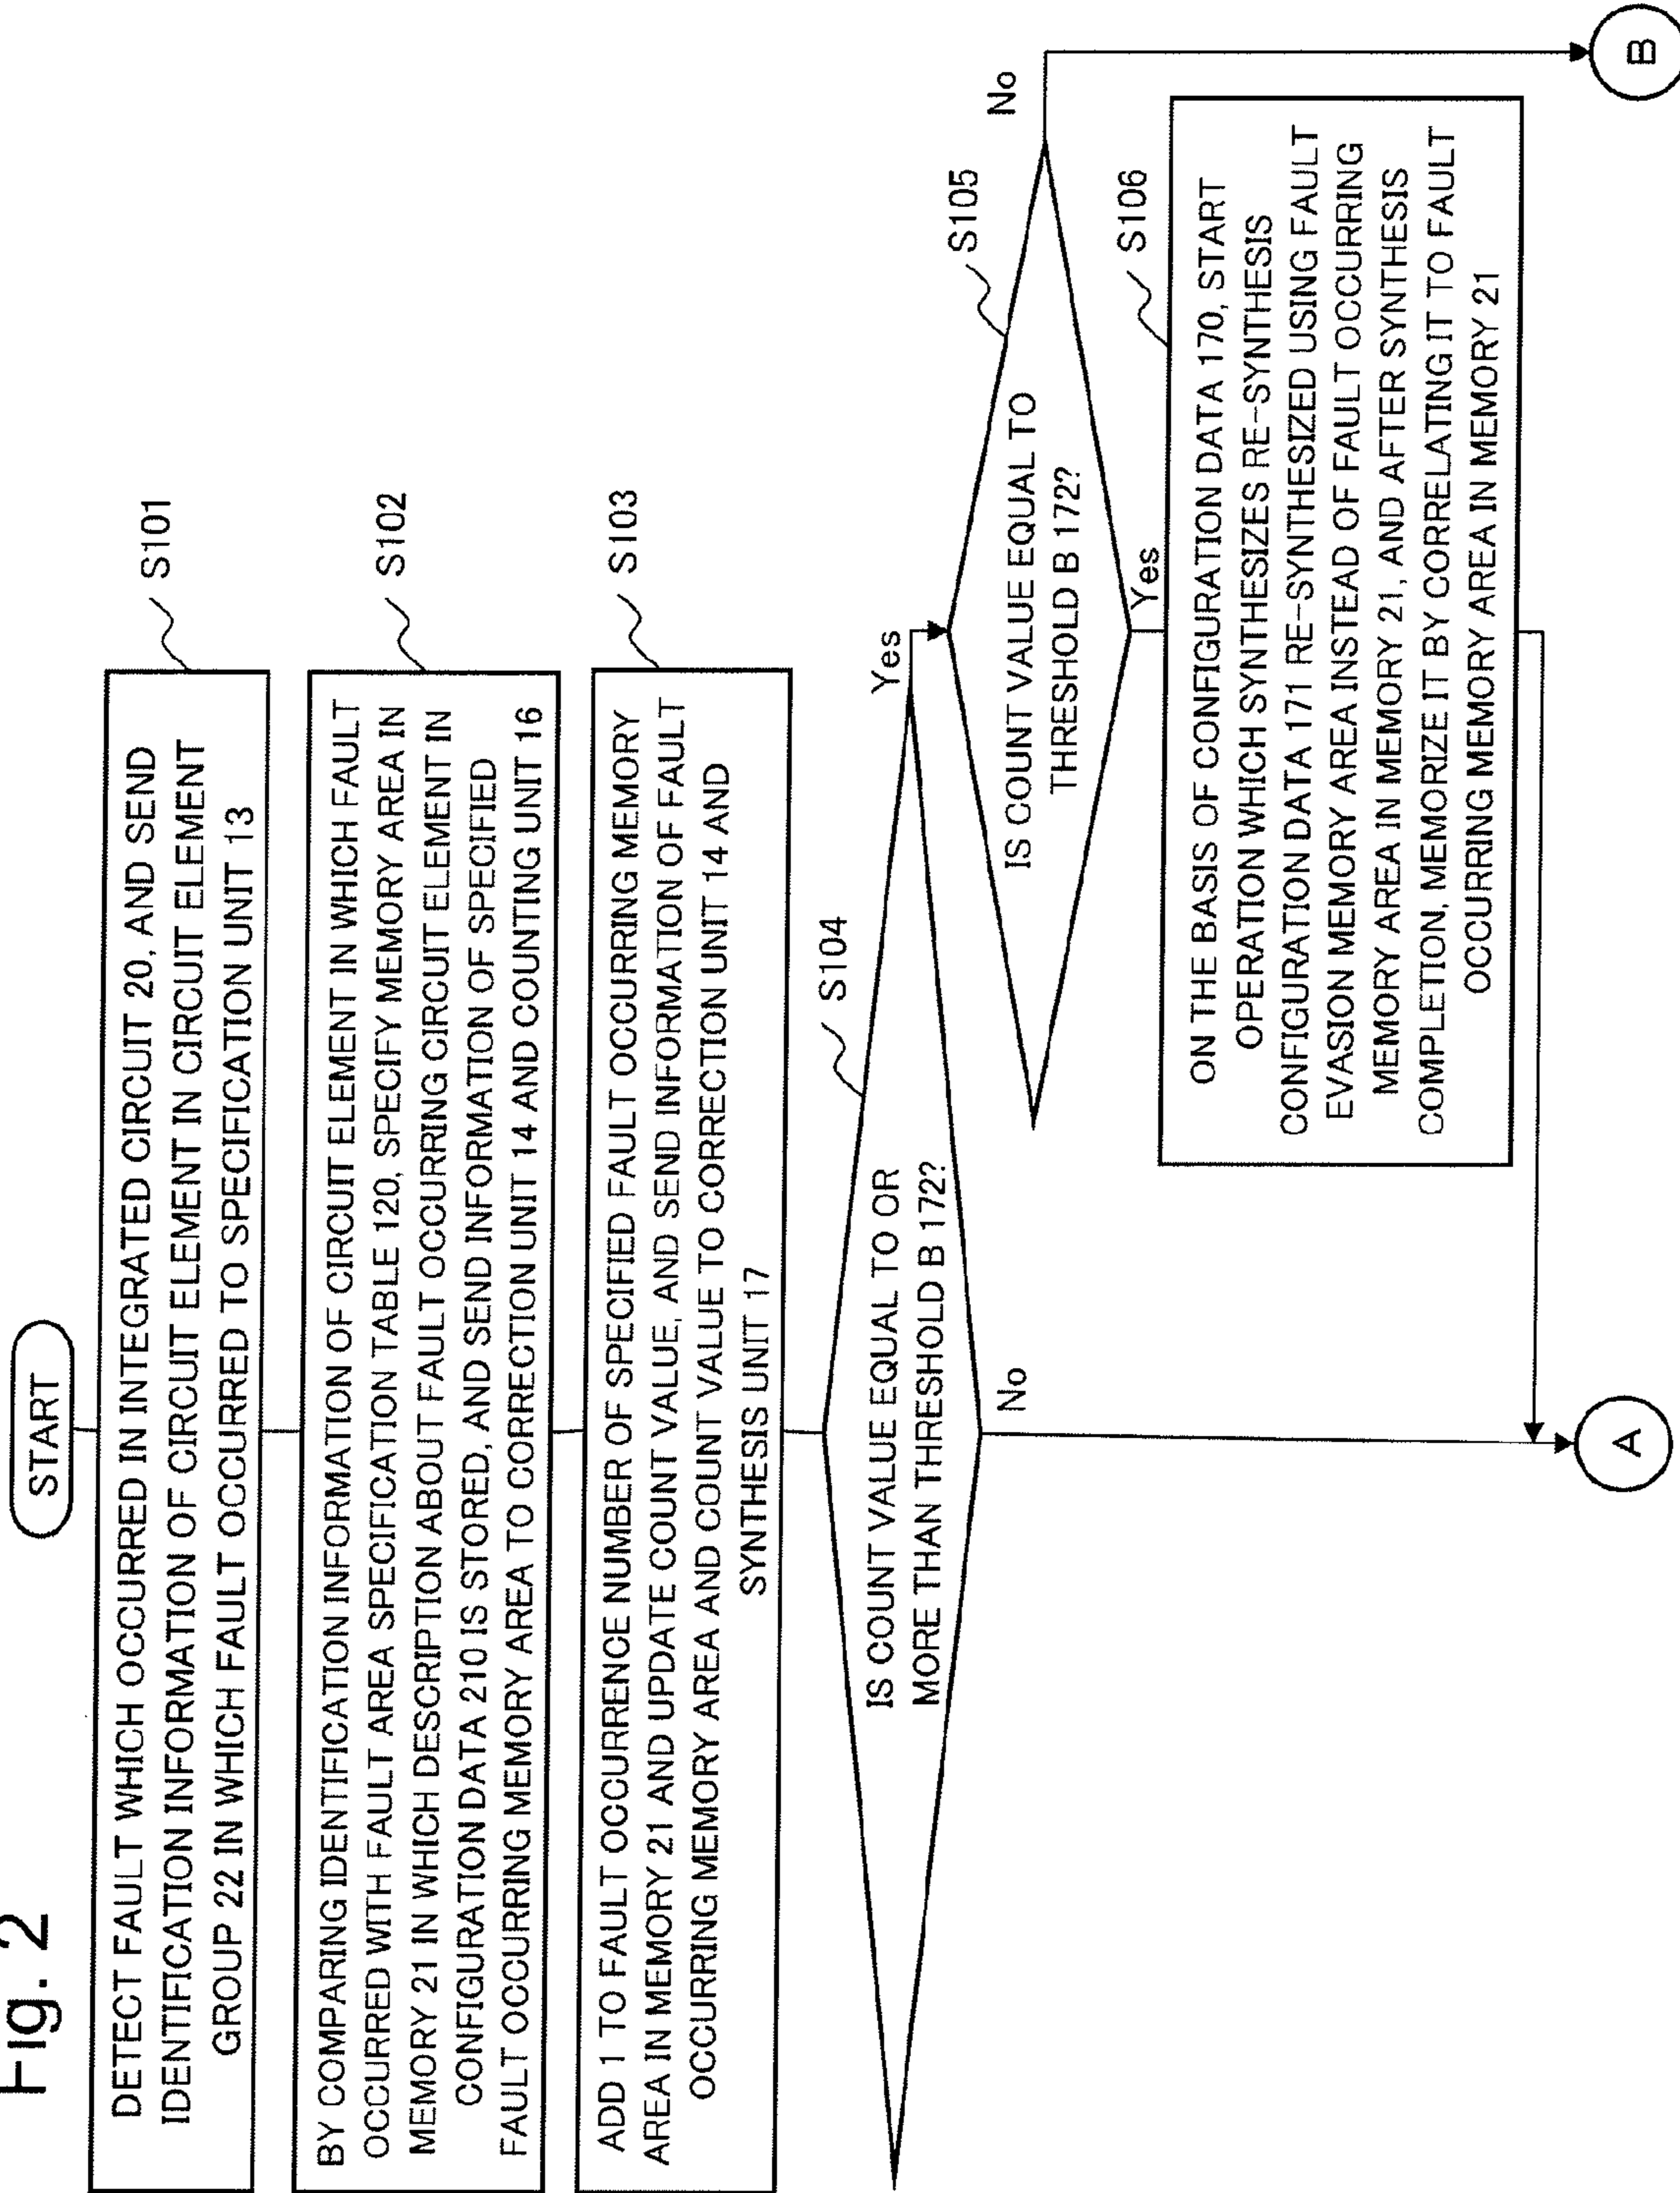 Fig. 2
START
S101
DETECT FAULT WHICH OCCURRED IN INTEGRATED CIRCUIT 20, AND SEND
IDENTIFICATION INFORMATION OF CIRCUIT ELEMENT IN CIRCUIT ELEMENT
GROUP 22 IN WHICH FAULT OCCURRED TO SPECIFICATION UNIT 13
S102
BY COMPARING IDENTIFICATION INFORMATION OF CIRCUIT ELEMENT IN WHICH FAULT
OCCURRED WITH FAULT AREA SPECIFICATION TABLE 120, SPECIFY MEMORY AREA IN
MEMORY 21 IN WHICH DESCRIPTION ABOUT FAULT OCCURRING CIRCUIT ELEMENT IN
CONFIGURATION DATA 210 IS STORED, AND SEND INFORMATION OF SPECIFIED
FAULT OCCURRING MEMORY AREA TO CORRECTION UNIT 14 AND COUNTING UNIT 16
S103
ADD 1 TO FAULT OCCURRENCE NUMBER OF SPECIFIED FAULT OCCURRING MEMORY
AREA IN MEMORY 21 AND UPDATE COUNT VALUE, AND SEND INFORMATION OF FAULT
OCCURRING MEMORY AREA AND COUNT VALUE TO CORRECTION UNIT 14 AND
SYNTHESIS UNIT 17
S104
IS COUNT VALUE EQUAL TO OR
MORE THAN THRESHOLD B 172?
Yes
No
S105
IS COUNT VALUE EQUAL TO
THRESHOLD B 172?
No
Yes
S106
ON THE BASIS OF CONFIGURATION DATA 170, START
OPERATION WHICH SYNTHESIZES RE-SYNTHESIS
CONFIGURATION DATA 171 RE-SYNTHESIZED USING FAULT
EVASION MEMORY AREA INSTEAD OF FAULT OCCURRING
MEMORY AREA IN MEMORY 21, AND AFTER SYNTHESIS
COMPLETION, MEMORIZE IT BY CORRELATING IT TO FAULT
OCCURRING MEMORY AREA IN MEMORY 21
A
B